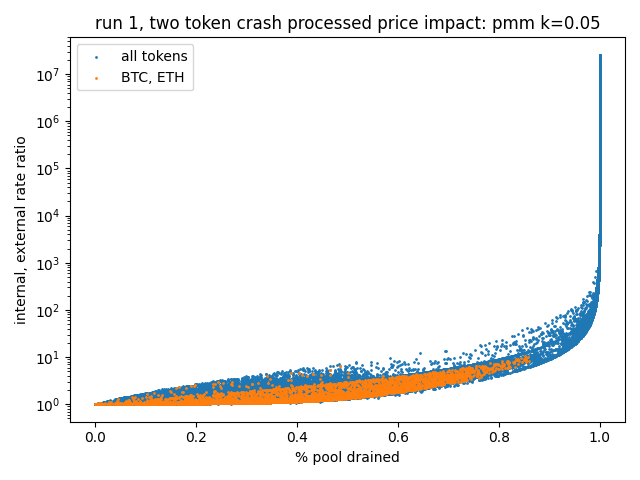 run 1, two token crash processed price impact: pmm k=0.05
all tokens
BTC, ETH
internal, external rate ratio
10⁷
10⁶
10⁵
10⁴
10³
10²
10¹
10⁰
0.0 0.2 0.4 0.6 0.8 1.0
% pool drained